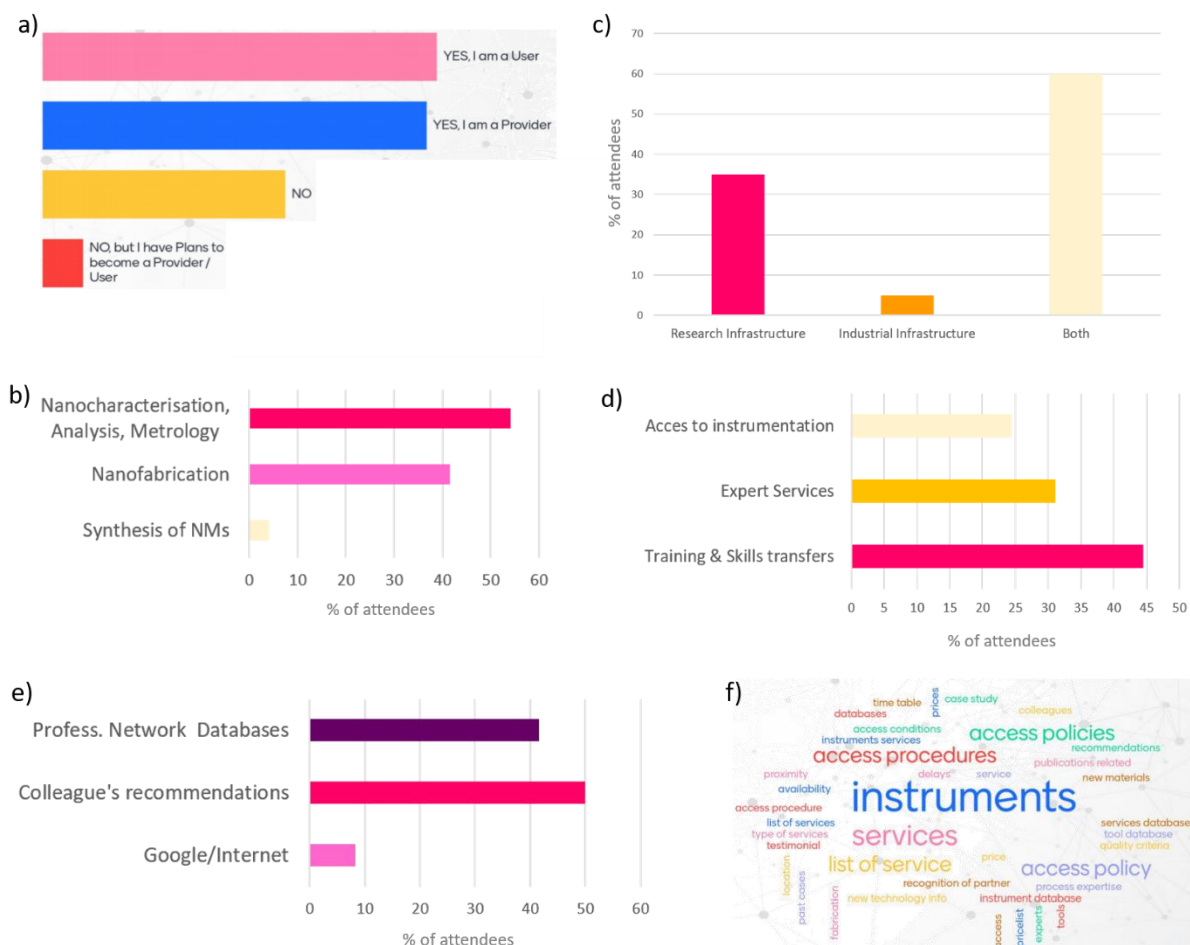 a)
YES, I am a User
YES, I am a Provider
NO
NO, but I have Plans to
become a Provider /
User
c)
% of attendees
70
60
50
40
30
20
10
0
Research Infrastructure
Industrial Infrastructure
Both
b)
Nanocharacterisation,
Analysis, Metrology
Nanofabrication
Synthesis of NMs
0 10 20 30 40 50 60
% of attendees
d)
Acces to instrumentation
Expert Services
Training & Skills transfers
0 5 10 15 20 25 30 35 40 45 50
% of attendees
e)
Profess. Network Databases
Colleague's recommendations
Google/Internet
0 10 20 30 40 50 60
% of attendees
f)
time table
prices
case study
databases
colleagues
access conditions
access policies
instruments services
recommendations
access procedures
publications related
proximity
delays
service
new materials
availability
instruments
access procedure
list of services
services database
type of services
services
tool database
testimonial
quality criteria
location
list of service
price
access policy
past cases
fabrication
recognition of partner
process expertise
new technology info
instrument database
access
pricelist
experts
tools